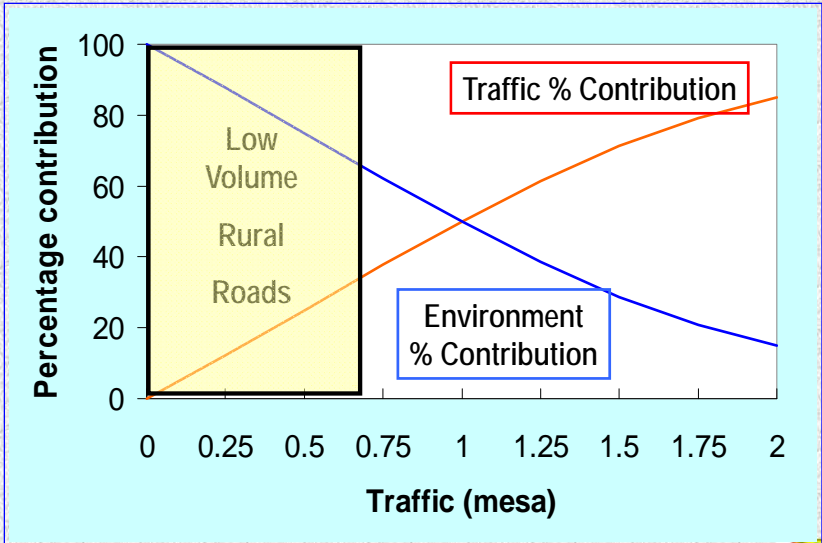 Percentage contribution
100
80
60
40
20
0
Traffic % Contribution
Low
Volume
Rural
Roads
Environment
% Contribution
0 0.25 0.5 0.75 1 1.25 1.5 1.75 2
Traffic (mesa)